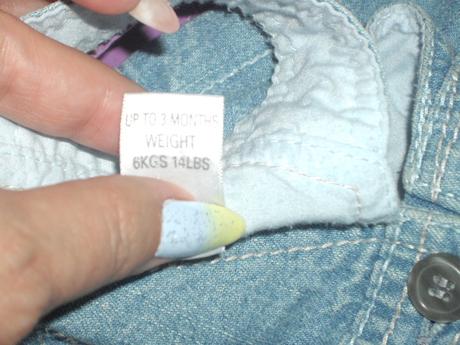 UP TO 3 MONTHS
WEIGHT
6KGS 14LBS